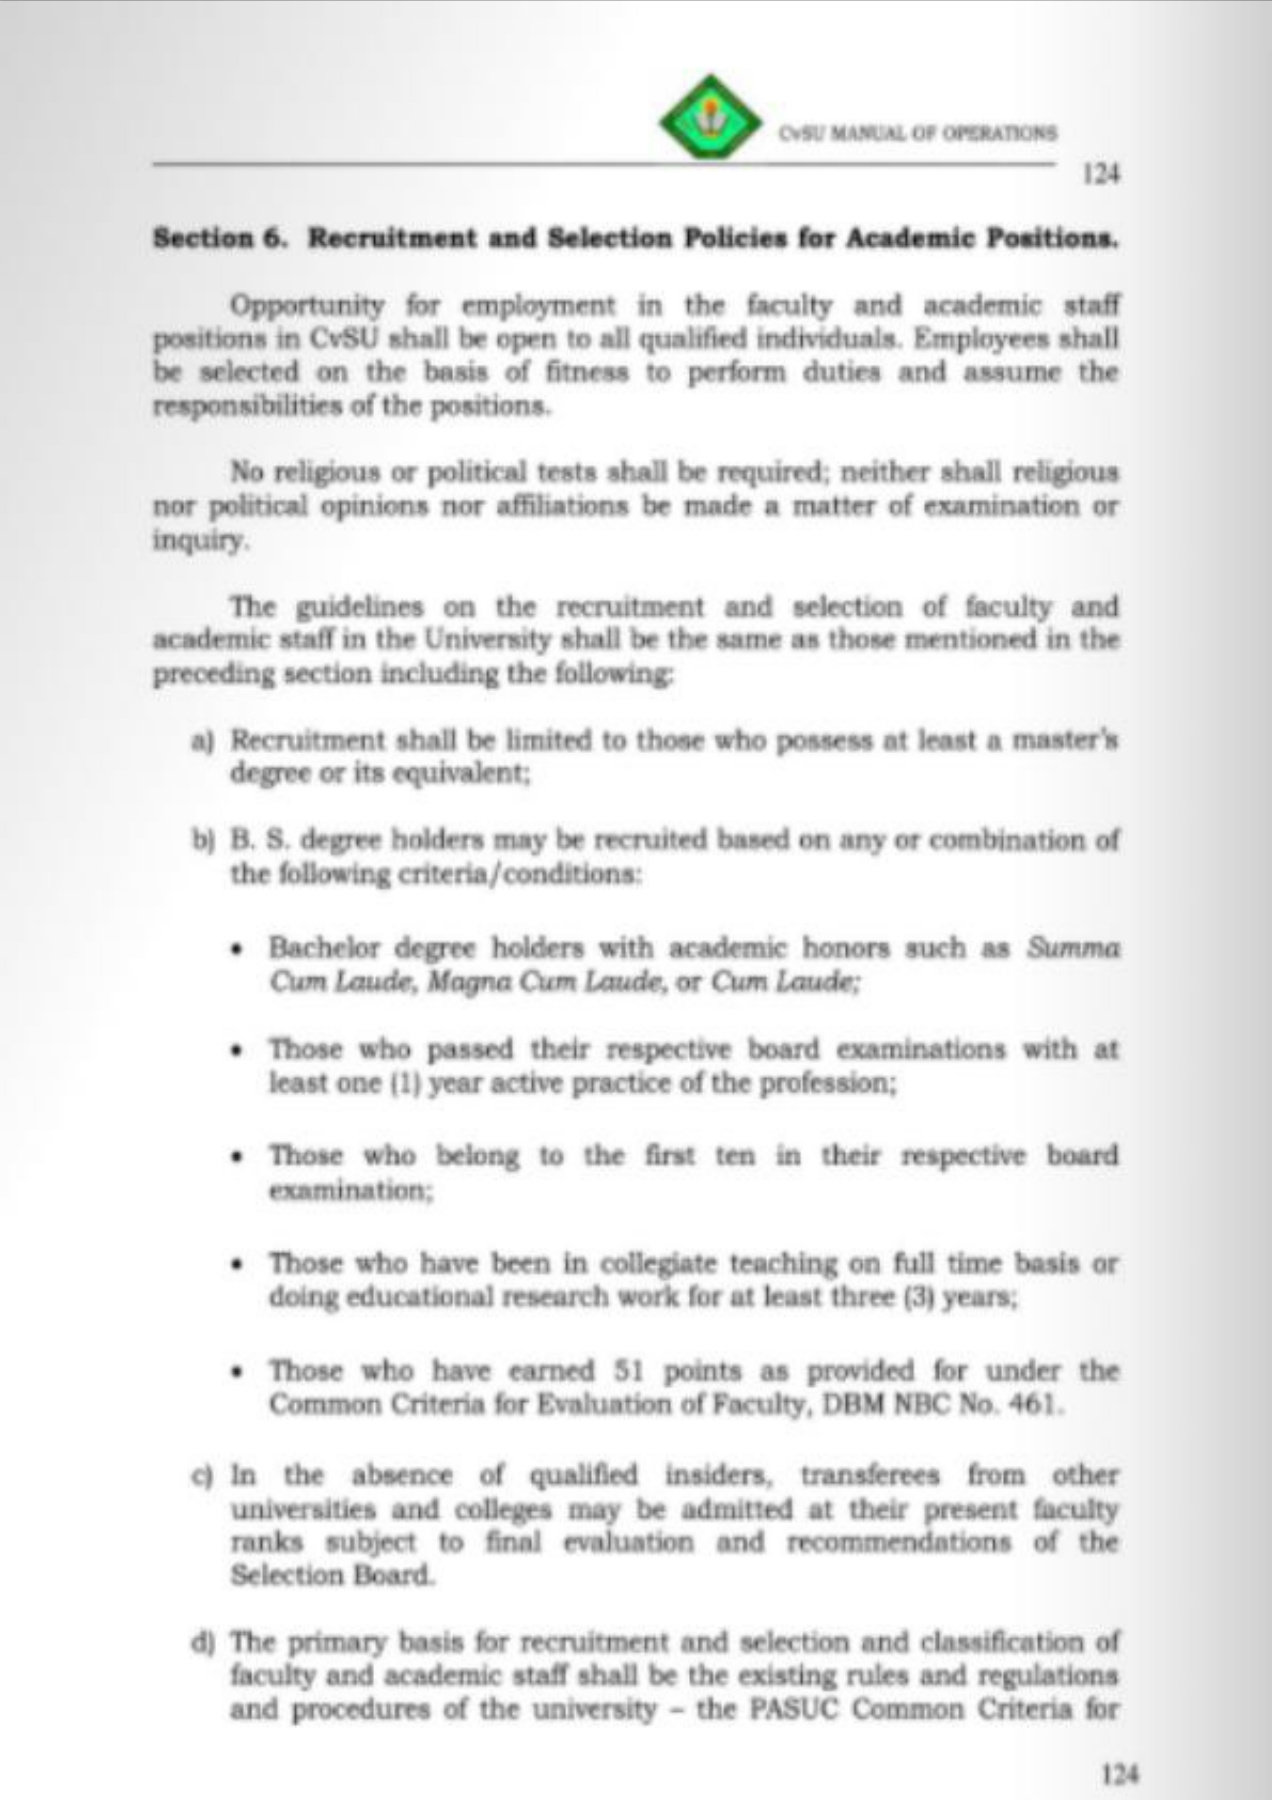 CvSU MANUAL OF OPERATIONS
124
Section 6. Recruitment and Selection Policies for Academic Positions.
Opportunity for employment in the faculty and academic staff
positions in CvSU shall be open to all qualified individuals. Employees shall
be selected on the basis of fitness to perform duties and assume the
responsibilities of the positions.
No religious or political tests shall be required; neither shall religious
nor political opinions nor affiliations be made a matter of examination or
inquiry.
The guidelines on the recruitment and selection of faculty and
academic staff in the University shall be the same as those mentioned in the
preceding section including the following:
a) Recruitment shall be limited to those who possess at least a master's
degree or its equivalent;
b) B. S. degree holders may be recruited based on any or combination of
the following criteria/conditions:
• Bachelor degree holders with academic honors such as Summa
Cum Laude, Magna Cum Laude, or Cum Laude;
• Those who passed their respective board examinations with at
least one (1) year active practice of the profession;
• Those who belong to the first ten in their respective board
examination;
• Those who have been in collegiate teaching on full time basis or
doing educational research work for at least three (3) years;
• Those who have earned 51 points as provided for under the
Common Criteria for Evaluation of Faculty, DBM NBC No. 461.
c) In the absence of qualified insiders, transferees from other
universities and colleges may be admitted at their present faculty
ranks subject to final evaluation and recommendations of the
Selection Board.
d) The primary basis for recruitment and selection and classification of
faculty and academic staff shall be the existing rules and regulations
and procedures of the university – the PASUC Common Criteria for
124